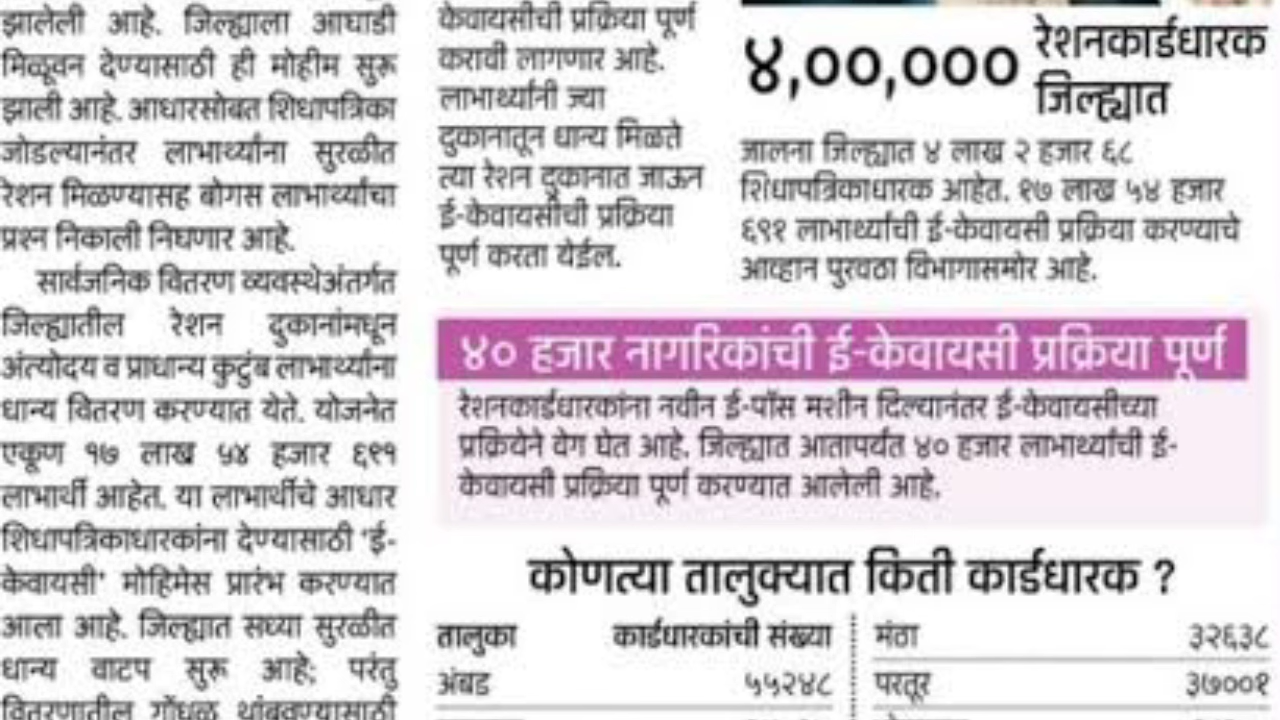 झालेली आहे. जिल्ह्याला आघाडी
मिळूवन देण्यासाठी ही मोहीम सुरू
झाली आहे. आधारसोबत शिधापत्रिका
जोडल्यानंतर लाभार्थ्यांना सुरळीत
रेशन मिळण्यासह बोगस लाभार्थ्यांचा
प्रश्न निकाली निघणार आहे.
सार्वजनिक वितरण व्यवस्थेअंतर्गत
जिल्ह्यातील रेशन दुकानांमधून
अंत्योदय व प्राधान्य कुटुंब लाभार्थ्यांना
धान्य वितरण करण्यात येते. योजनेत
एकूण १७ लाख ५४ हजार ६९१
लाभार्थी आहेत. या लाभार्थीचे आधार
शिधापत्रिकाधारकांना देण्यासाठी 'ई-
केवायसी' मोहिमेस प्रारंभ करण्यात
आला आहे. जिल्ह्यात सध्या सुरळीत
धान्य वाटप सुरू आहे; परंतु
वितरणातील गोंधळ थांबवण्यासाठी
केवायसीची प्रक्रिया पूर्ण
करावी लागणार आहे.
लाभार्थ्यांनी ज्या
दुकानातून धान्य मिळते
त्या रेशन दुकानात जाऊन
ई-केवायसीची प्रक्रिया
पूर्ण करता येईल.
४,००,००० रेशनकार्डधारक
जिल्ह्यात
जालना जिल्ह्यात ४ लाख २ हजार ६८
शिधापत्रिकाधारक आहेत. १७ लाख ५४ हजार
६९१ लाभार्थ्यांची ई-केवायसी प्रक्रिया करण्याचे
आव्हान पुरवठा विभागासमोर आहे.
४० हजार नागरिकांची ई-केवायसी प्रक्रिया पूर्ण
रेशनकार्डधारकांना नवीन ई-पॉस मशीन दिल्यानंतर ई-केवायसीच्या
प्रक्रियेने वेग घेत आहे. जिल्ह्यात आतापर्यंत ४० हजार लाभार्थ्यांची ई-
केवायसी प्रक्रिया पूर्ण करण्यात आलेली आहे.
कोणत्या तालुक्यात किती कार्डधारक ?
तालुका कार्डधारकांची संख्या
अंबड ५५२४८
मंठा ३२६३८
परतूर ३७००१